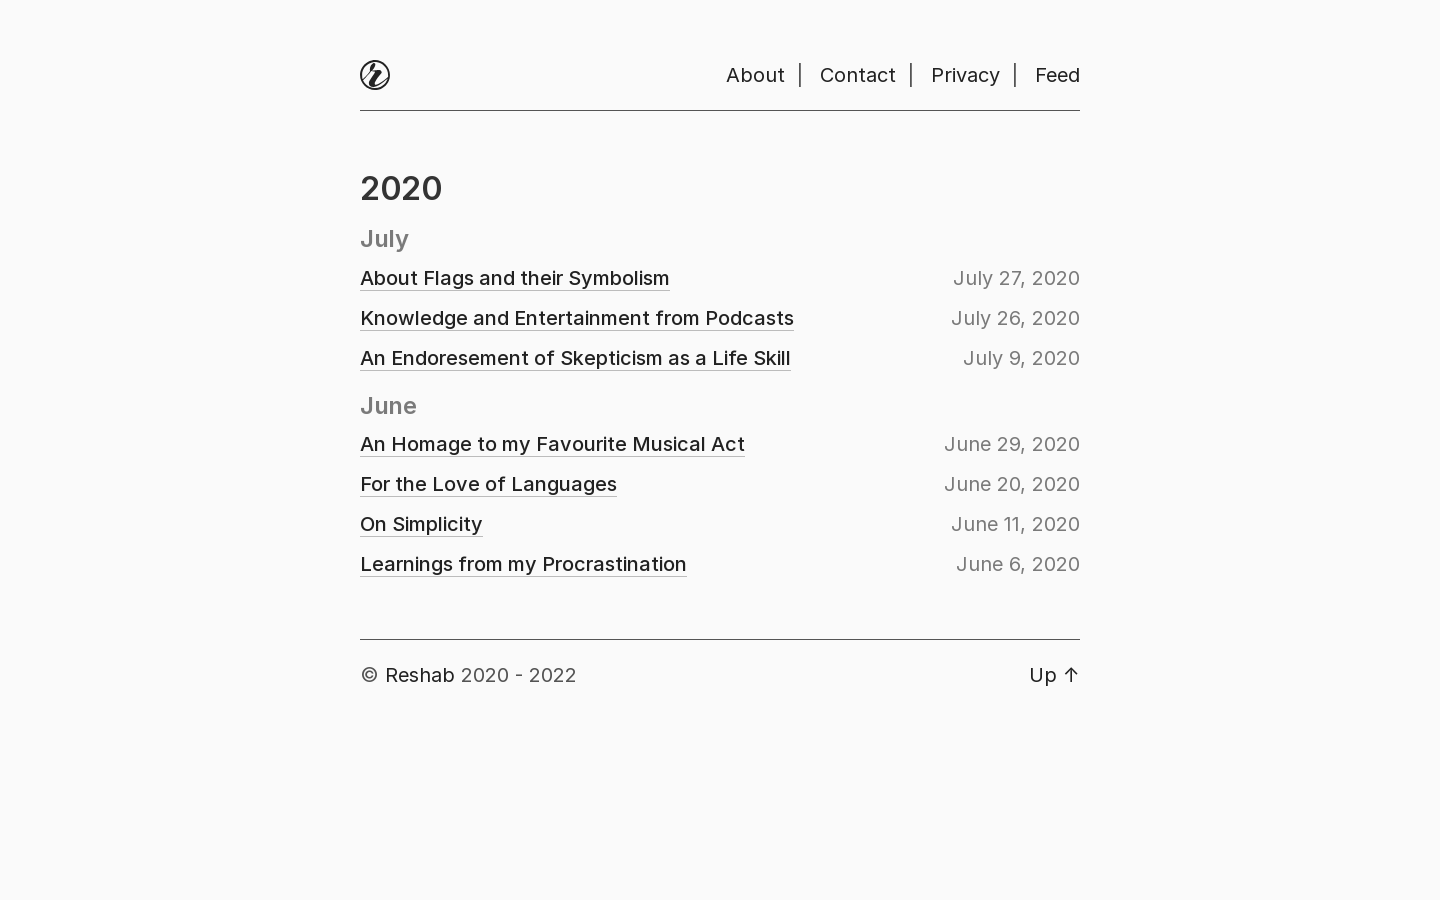 About | Contact | Privacy | Feed
2020
July
About Flags and their Symbolism July 27, 2020
Knowledge and Entertainment from Podcasts July 26, 2020
An Endoresement of Skepticism as a Life Skill July 9, 2020
June
An Homage to my Favourite Musical Act June 29, 2020
For the Love of Languages June 20, 2020
On Simplicity June 11, 2020
Learnings from my Procrastination June 6, 2020
© Reshab 2020 - 2022 Up ↑